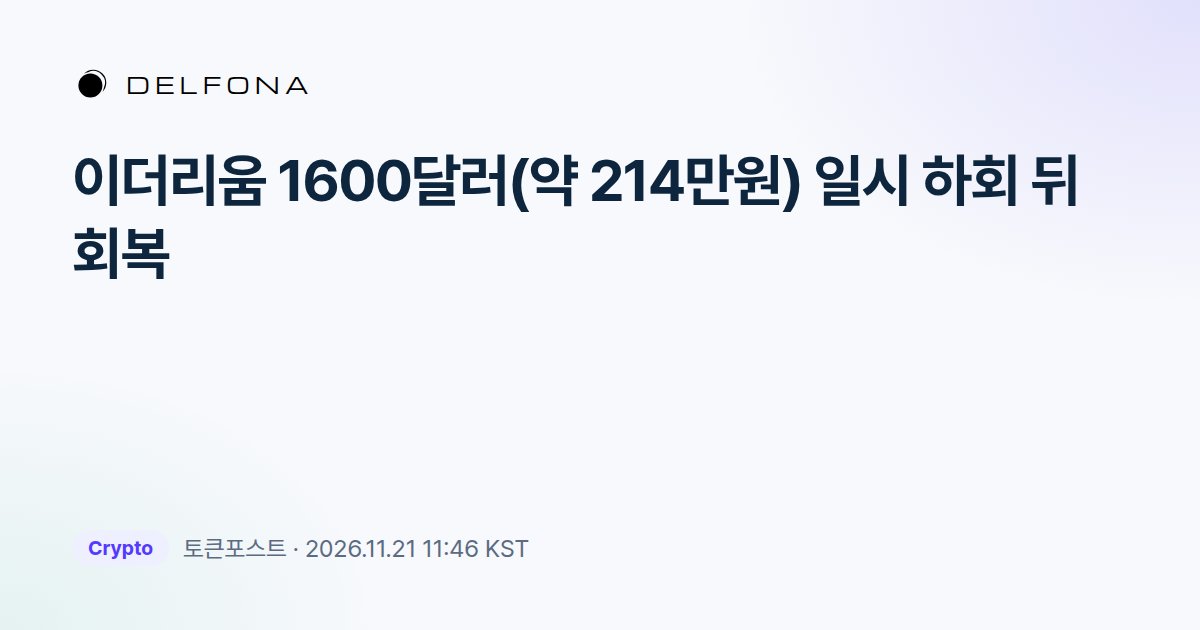 DELFONA
이더리움 1600달러(약 214만원) 일시 하회 뒤
회복
Crypto 토큰포스트 · 2026.11.21 11:46 KST